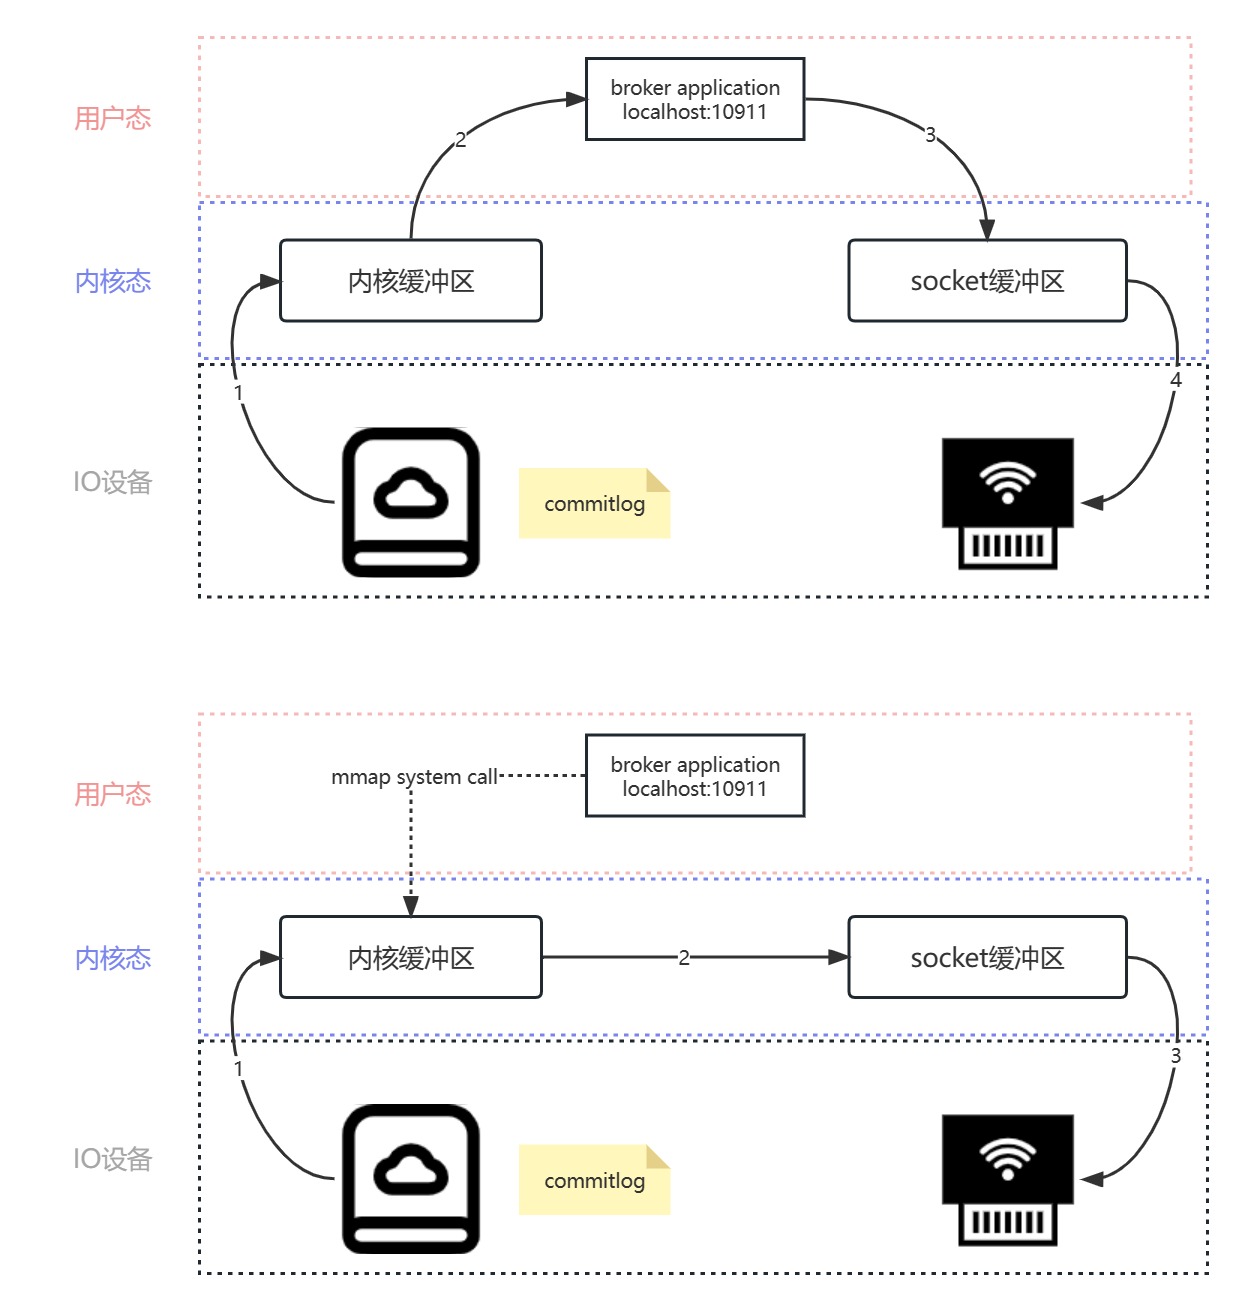 broker application
localhost:10911
用户态
2
3
内核态
内核缓冲区
socket缓冲区
1
4
IO设备
commitlog
broker application
localhost:10911
mmap system call
用户态
内核态
内核缓冲区
2
socket缓冲区
1
3
IO设备
commitlog